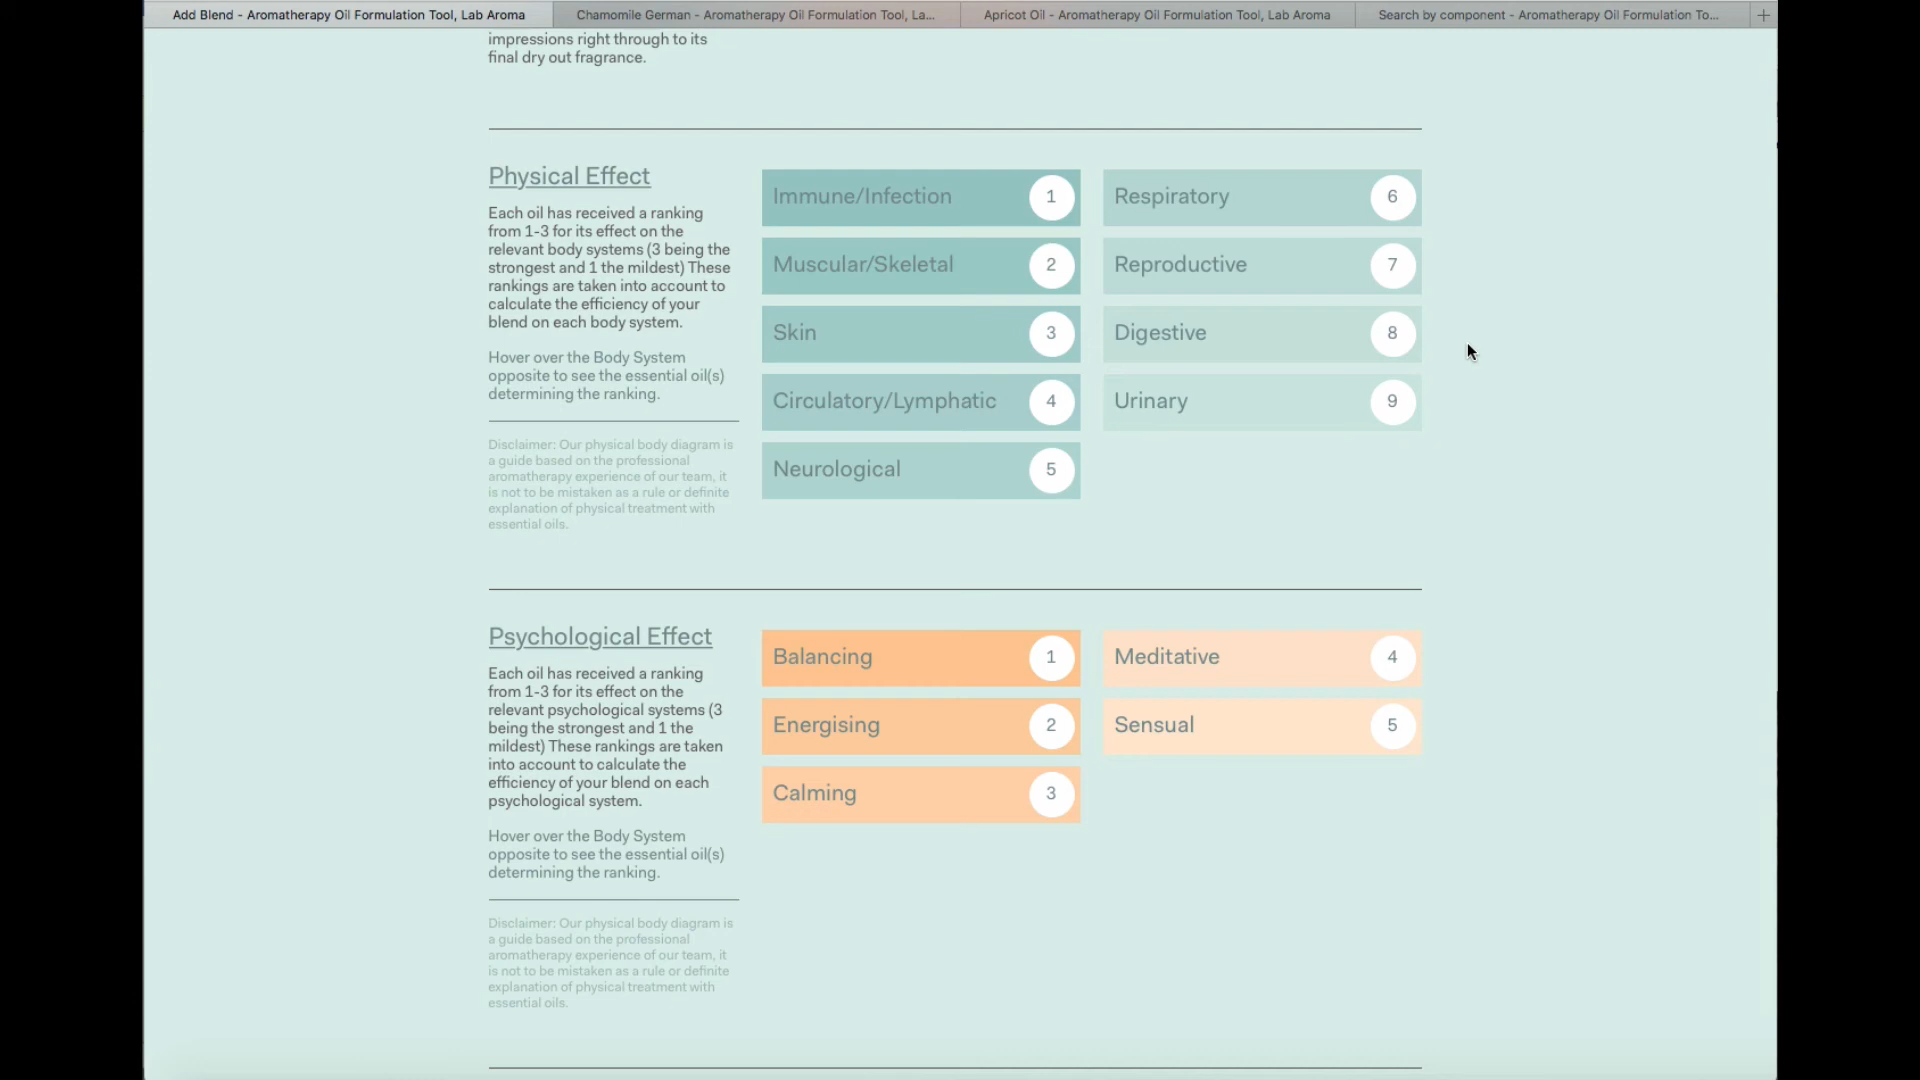 Add Blend - Aromatherapy Oil Formulation Tool, Lab Aroma
Chamomile German - Aromatherapy Oil Formulation Tool, La...
Apricot Oil - Aromatherapy Oil Formulation Tool, Lab Aroma
Search by component - Aromatherapy Oil Formulation To...
impressions right through to its
final dry out fragrance.
Physical Effect
Each oil has received a ranking
from 1-3 for its effect on the
relevant body systems (3 being the
strongest and 1 the mildest) These
rankings are taken into account to
calculate the efficiency of your
blend on each body system.
Hover over the Body System
opposite to see the essential oil(s)
determining the ranking.
Disclaimer: Our physical body diagram is
a guide based on the professional
aromatherapy experience of our team, it
is not to be mistaken as a rule or definite
explanation of physical treatment with
essential oils.
Immune/Infection 1
Muscular/Skeletal 2
Skin 3
Circulatory/Lymphatic 4
Neurological 5
Respiratory 6
Reproductive 7
Digestive 8
Urinary 9
Psychological Effect
Each oil has received a ranking
from 1-3 for its effect on the
relevant psychological systems (3
being the strongest and 1 the
mildest) These rankings are taken
into account to calculate the
efficiency of your blend on each
psychological system.
Hover over the Body System
opposite to see the essential oil(s)
determining the ranking.
Disclaimer: Our physical body diagram is
a guide based on the professional
aromatherapy experience of our team, it
is not to be mistaken as a rule or definite
explanation of physical treatment with
essential oils.
Balancing 1
Energising 2
Calming 3
Meditative 4
Sensual 5